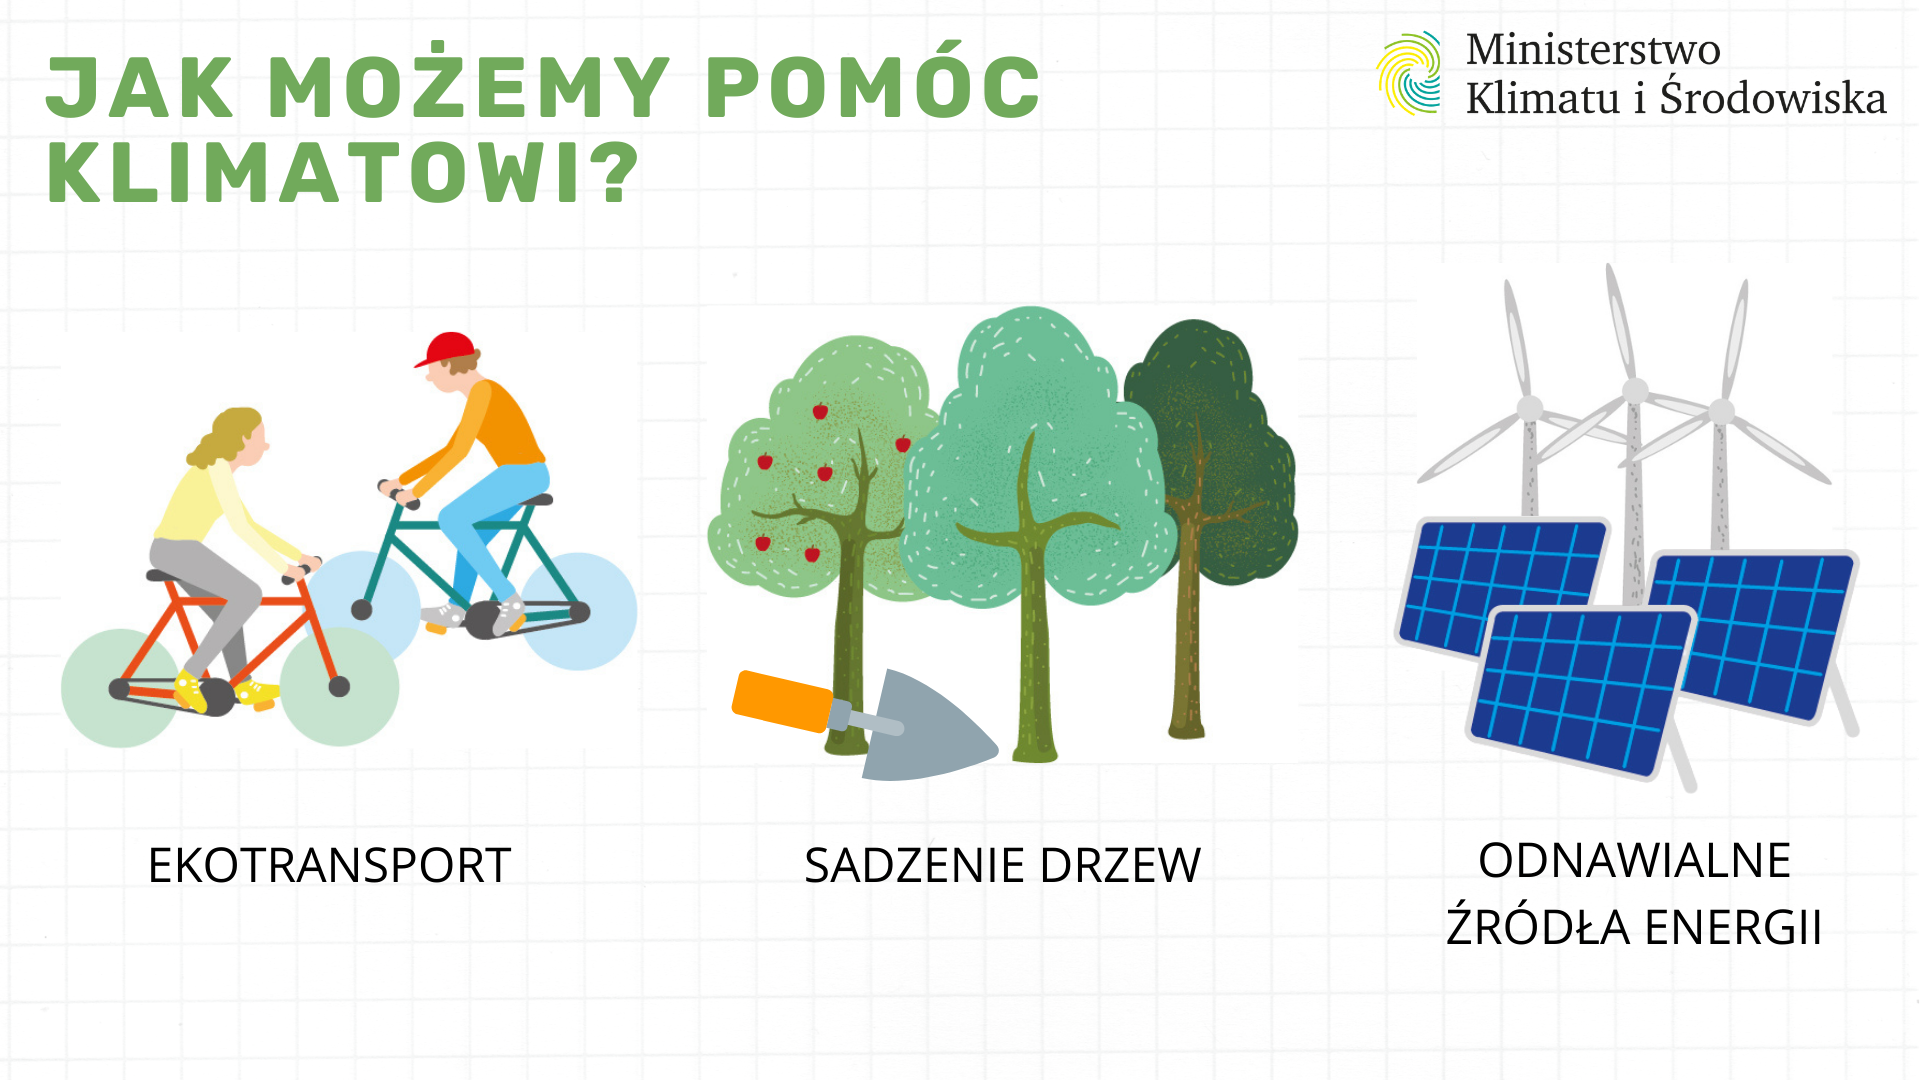 JAK MOŻEMY POMÓC
KLIMATOWI?
Ministerstwo
Klimatu i Środowiska
EKOTRANSPORT
SADZENIE DRZEW
ODNAWIALNE
ŹRÓDŁA ENERGII